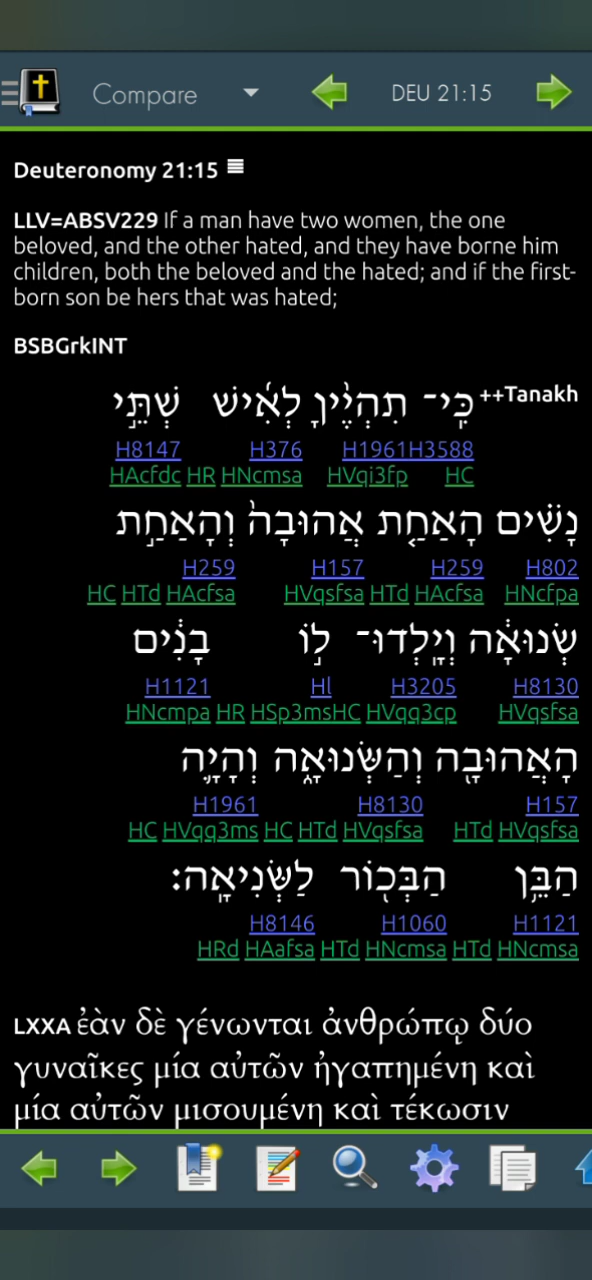 Compare
DEU 21:15
Deuteronomy 21:15
LLV=ABSV229 If a man have two women, the one
beloved, and the other hated, and they have borne him
children, both the beloved and the hated; and if the first-
born son be hers that was hated;
BSBGrkINT
++Tanakh כִּֽי־ תִהְיֶ֨יןָ לְאִ֜ישׁ שְׁתֵּ֣י
H8147 H376 H1961H3588
HAcfdc HR HNcmsa HVqi3fp HC
נָשִׁ֗ים הָאַחַ֤ת אֲהוּבָה֙ וְהָאַחַ֣ת
H259 H157 H259 H802
HC HTd HAcfsa HVqsfsa HTd HAcfsa HNcfpa
שְׂנוּאָ֔ה וְיָֽלְדוּ־ ל֣וֹ בָנִ֔ים
H1121 Hl H3205 H8130
HNcmpa HR HSp3msHC HVqq3cp HVqsfsa
הָאֲהוּבָ֖ה וְהַשְּׂנוּאָ֑ה וְהָיָ֛ה
H1961 H8130 H157
HC HVqq3ms HC HTd HVqsfsa HTd HVqsfsa
הַבֵּ֥ן הַבְּכ֖וֹר לַשְּׂנִיאָֽה׃
H8146 H1060 H1121
HRd HAafsa HTd HNcmsa HTd HNcmsa
LXXA ἐὰν δὲ γένωνται ἀνθρώπῳ δύο
γυναῖκες μία αὐτῶν ἠγαπημένη καὶ
μία αὐτῶν μισουμένη καὶ τέκωσιν